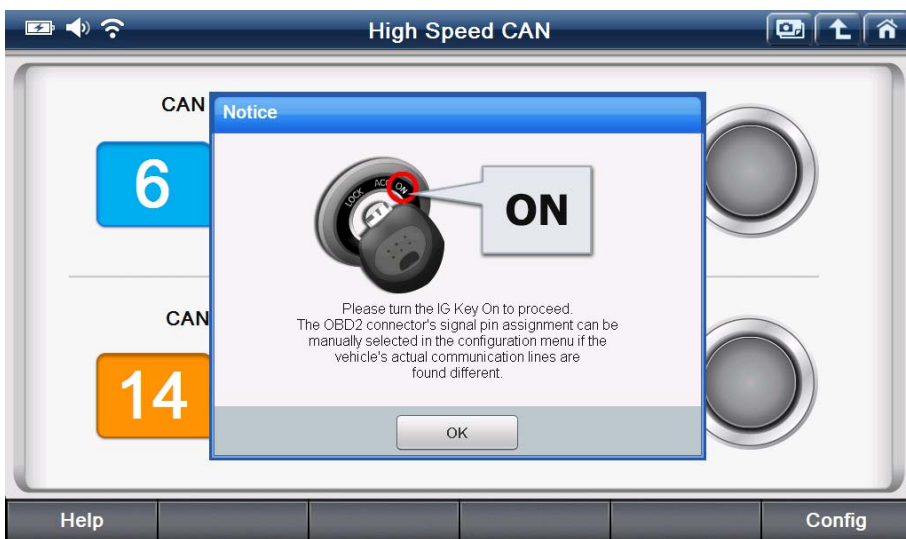 High Speed CAN
CAN
6
Notice
LOCK ACC ON
ON
Please turn the IG Key On to proceed.
The OBD2 connector's signal pin assignment can be
manually selected in the configuration menu if the
vehicle's actual communication lines are
found different.
CAN
14
OK
Help
Config